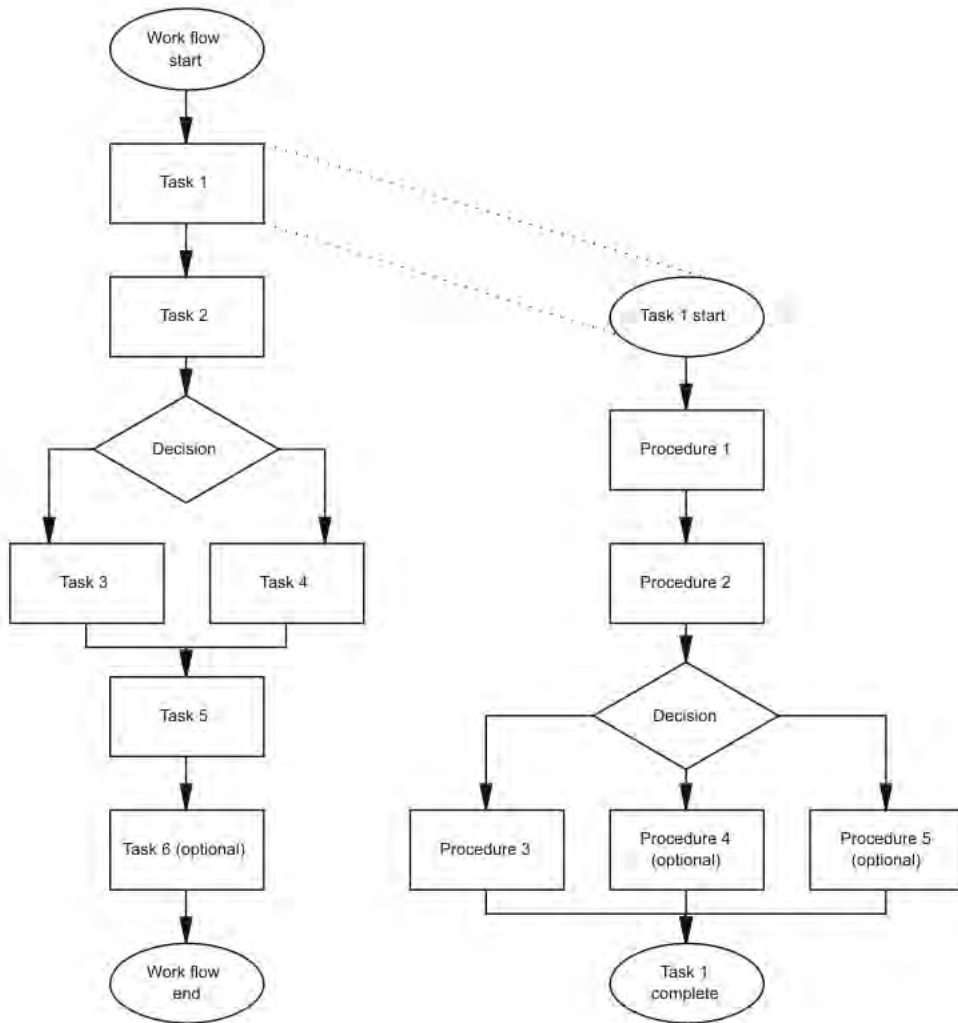 Work flow
start
Task 1
Task 2
Decision
Task 3
Task 4
Task 5
Task 6 (optional)
Work flow
end
Task 1 start
Procedure 1
Procedure 2
Decision
Procedure 3
Procedure 4
(optional)
Procedure 5
(optional)
Task 1
complete